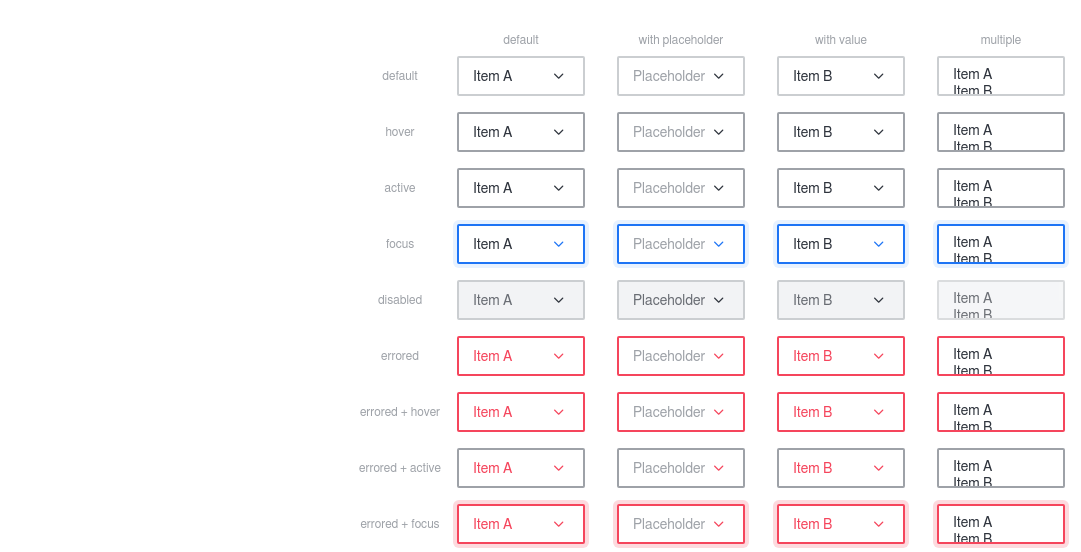 default with placeholder with value multiple
default Item A Placeholder Item B Item A
Item B
hover Item A Placeholder Item B Item A
Item B
active Item A Placeholder Item B Item A
Item B
focus Item A Placeholder Item B Item A
Item B
disabled Item A Placeholder Item B Item A
Item B
errored Item A Placeholder Item B Item A
Item B
errored + hover Item A Placeholder Item B Item A
Item B
errored + active Item A Placeholder Item B Item A
Item B
errored + focus Item A Placeholder Item B Item A
Item B